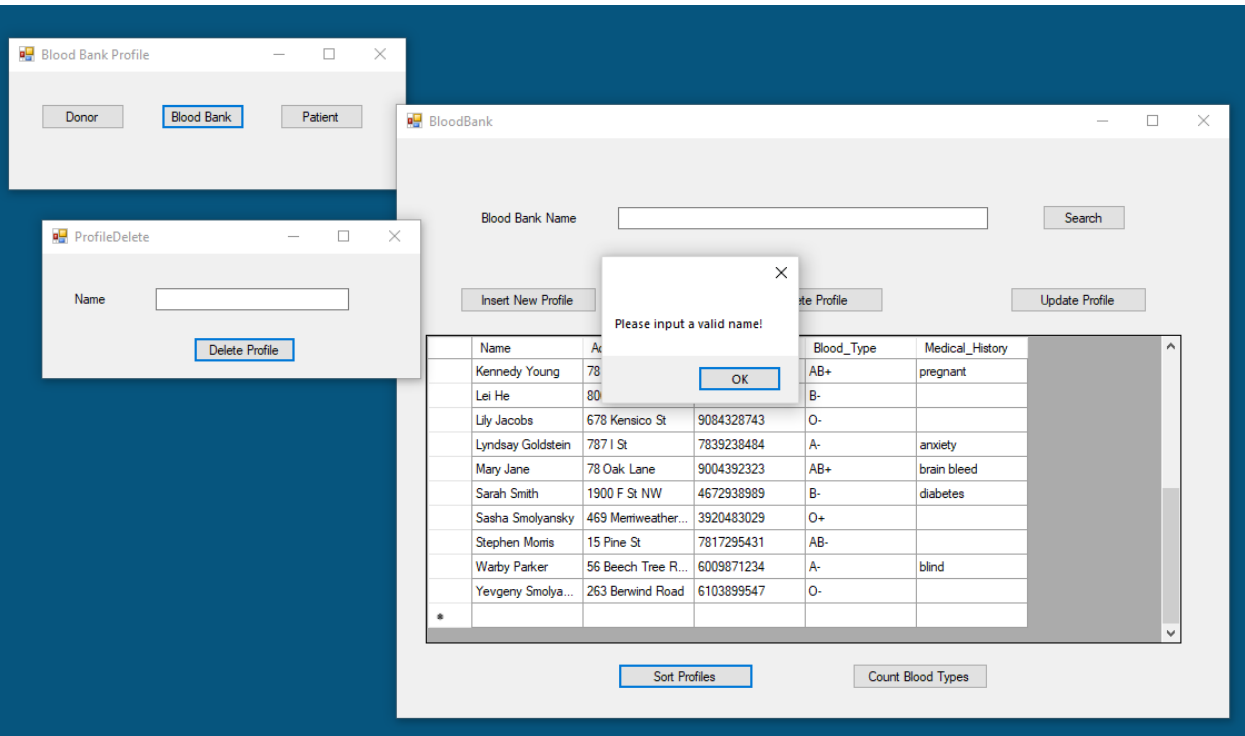 Blood Bank Profile
Donor Blood Bank Patient
ProfileDelete
Name
Delete Profile
BloodBank
Blood Bank Name Search
Insert New Profile ete Profile Update Profile
Please input a valid name!
OK
Name Blood_Type Medical_History
Kennedy Young 78 AB+ pregnant
Lei He 80 B-
Lily Jacobs 678 Kensico St 9084328743 O-
Lyndsay Goldstein 787 I St 7839238484 A- anxiety
Mary Jane 78 Oak Lane 9004392323 AB+ brain bleed
Sarah Smith 1900 F St NW 4672938989 B- diabetes
Sasha Smolyansky 469 Merriweather... 3920483029 O+
Stephen Morris 15 Pine St 7817295431 AB-
Warby Parker 56 Beech Tree R... 6009871234 A- blind
Yevgeny Smolya... 263 Berwind Road 6103899547 O-
Sort Profiles Count Blood Types